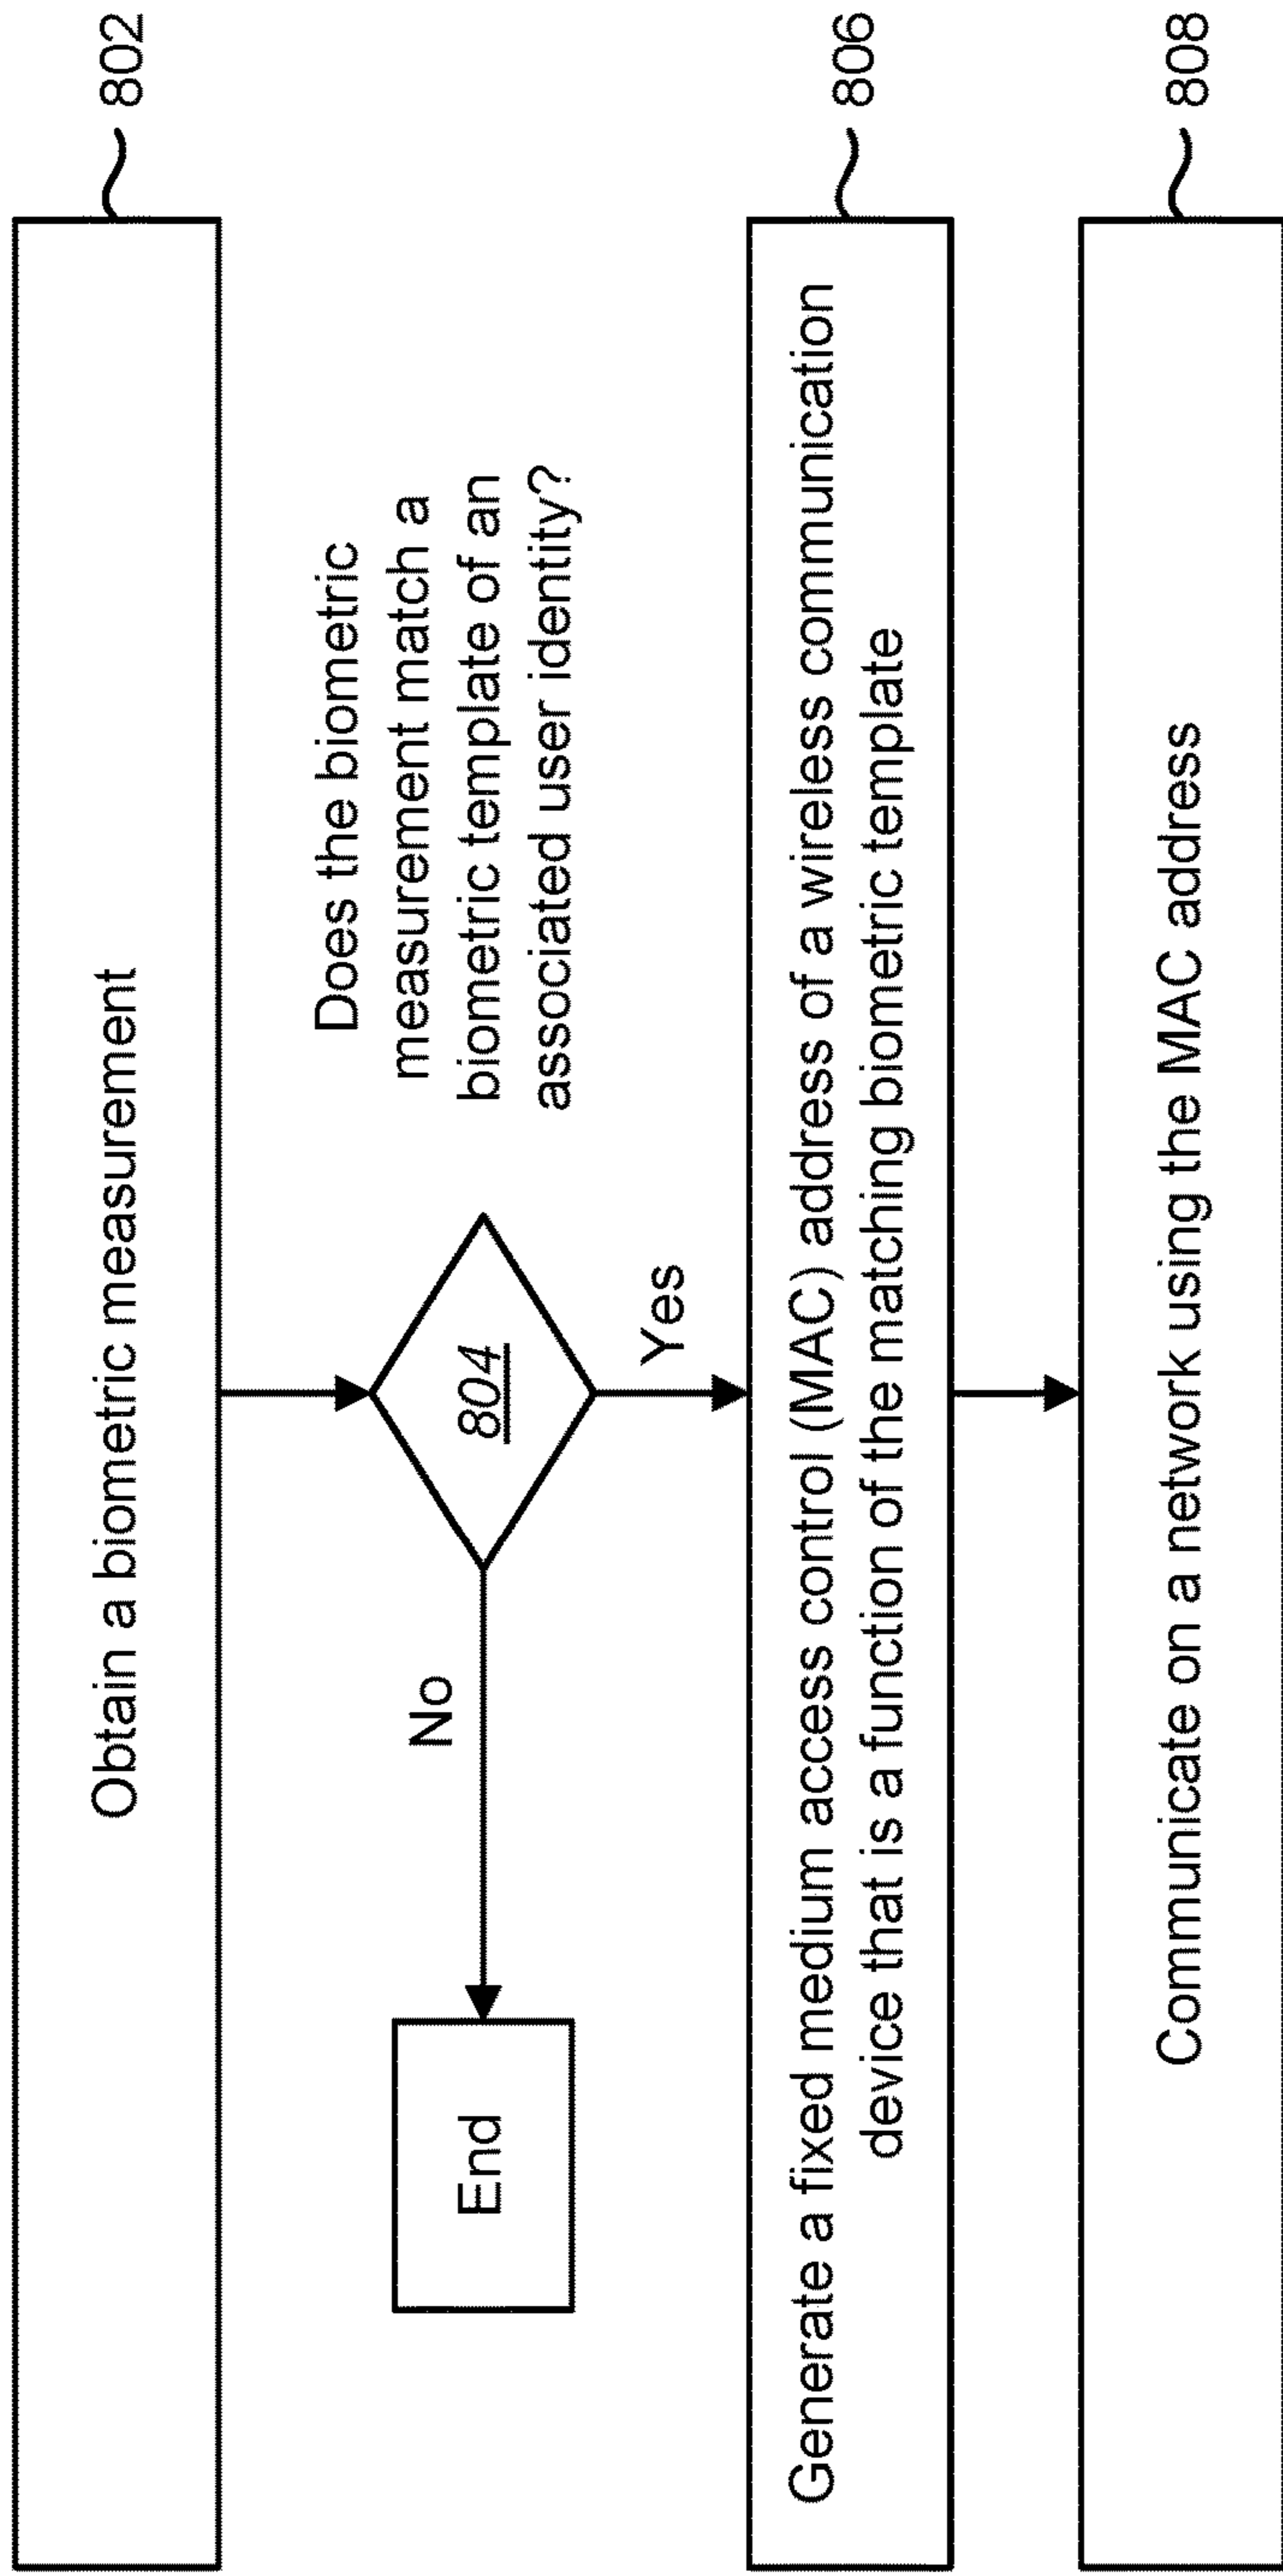 Obtain a biometric measurement
802
Does the biometric
measurement match a
biometric template of an
associated user identity?
804
No
End
Yes
Generate a fixed medium access control (MAC) address of a wireless communication
device that is a function of the matching biometric template
806
Communicate on a network using the MAC address
808